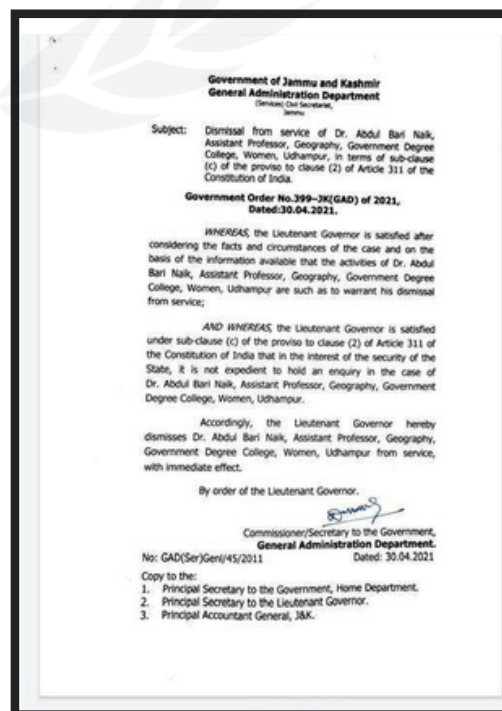 Government of Jammu and Kashmir
General Administration Department
(Services) Civil Secretariat,
Jammu
Subject: Dismissal from service of Dr. Abdul Bari Naik,
Assistant Professor, Geography, Government Degree
College, Women, Udhampur, in terms of sub-clause
(c) of the proviso to clause (2) of Article 311 of the
Constitution of India.
Government Order No.399-JK(GAD) of 2021,
Dated:30.04.2021.
WHEREAS, the Lieutenant Governor is satisfied after
considering the facts and circumstances of the case and on the
basis of the information available that the activities of Dr. Abdul
Bari Naik, Assistant Professor, Geography, Government Degree
College, Women, Udhampur are such as to warrant his dismissal
from service;
AND WHEREAS, the Lieutenant Governor is satisfied
under sub-clause (c) of the proviso to clause (2) of Article 311 of
the Constitution of India that in the interest of the security of the
State, it is not expedient to hold an enquiry in the case of
Dr. Abdul Bari Naik, Assistant Professor, Geography, Government
Degree College, Women, Udhampur.
Accordingly, the Lieutenant Governor hereby
dismisses Dr. Abdul Bari Naik, Assistant Professor, Geography,
Government Degree College, Women, Udhampur from service,
with immediate effect.
By order of the Lieutenant Governor.
Commissioner/Secretary to the Government,
General Administration Department.
No: GAD(Ser)Genl/45/2011 Dated: 30.04.2021
Copy to the:
1. Principal Secretary to the Government, Home Department.
2. Principal Secretary to the Lieutenant Governor.
3. Principal Accountant General, J&K.